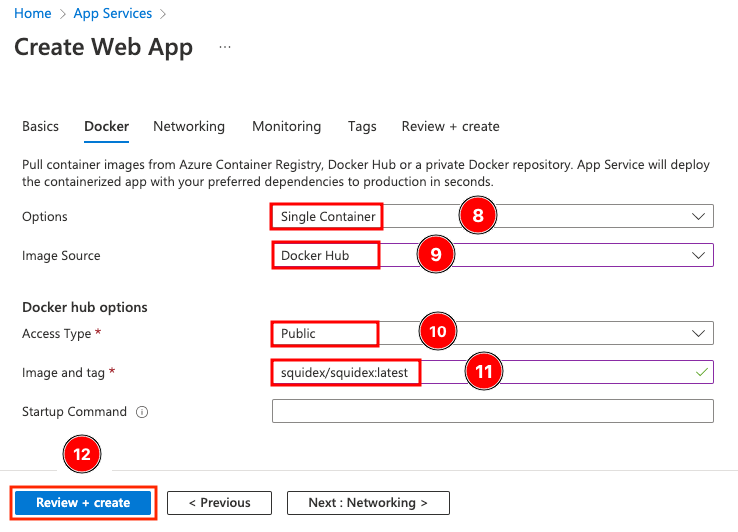 Home > App Services >
Create Web App ...
Basics Docker Networking Monitoring Tags Review + create
Pull container images from Azure Container Registry, Docker Hub or a private Docker repository. App Service will deploy
the containerized app with your preferred dependencies to production in seconds.
Options Single Container 8
Image Source Docker Hub 9
Docker hub options
Access Type * Public 10
Image and tag * squidex/squidex:latest 11
Startup Command
12
Review + create < Previous Next : Networking >